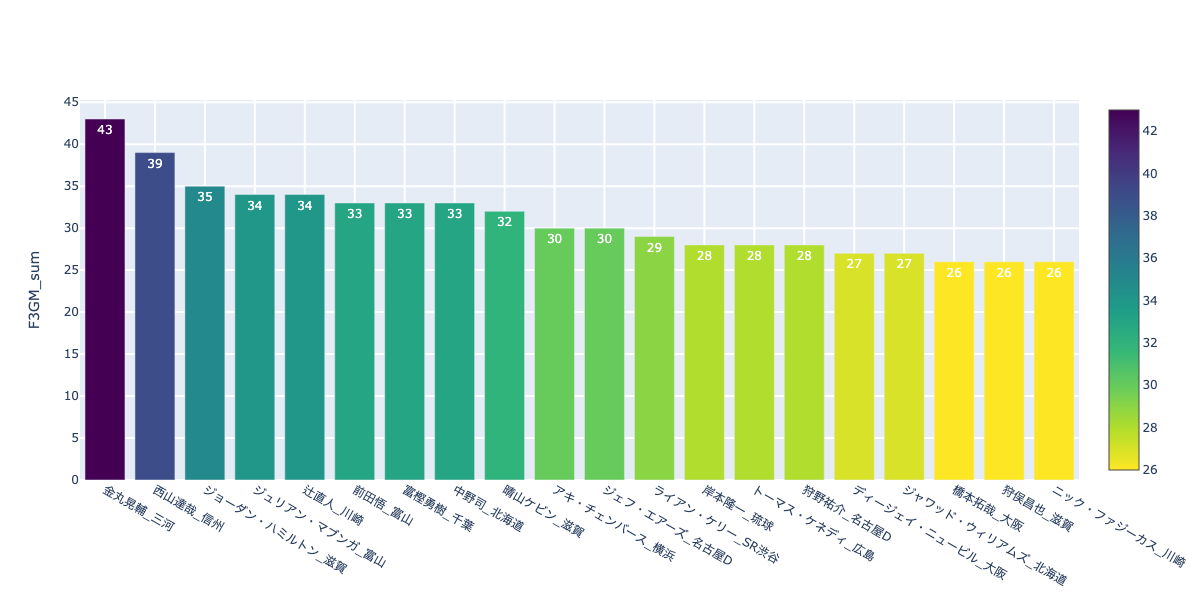 F3GM_sum
45
40
35
30
25
20
15
10
5
0
43
39
35
34
34
33
33
33
32
30
30
29
28
28
28
27
27
26
26
26
金丸晃輔_三河
西山達哉_信州
ジョーダン・ハミルトン_滋賀
ジュリアン・マブンガ_富山
辻直人_川崎
前田悟_富山
富樫勇樹_千葉
中野司_北海道
晴山ケビン_滋賀
アキ・チェンバース_横浜
ジェフ・エアーズ_名古屋D
ライアン・ケリー_SR渋谷
岸本隆一_琉球
トーマス・ケネディ_広島
狩野祐介_名古屋D
ディージェイ・ニュービル_大阪
ジャワッド・ウィリアムズ_北海道
橋本拓哉_大阪
狩俣昌也_滋賀
ニック・ファジーカス_川崎
42
40
38
36
34
32
30
28
26